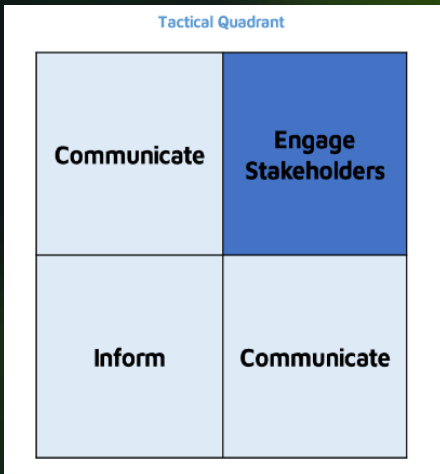 Tactical Quadrant
Communicate
Engage
Stakeholders
Inform
Communicate